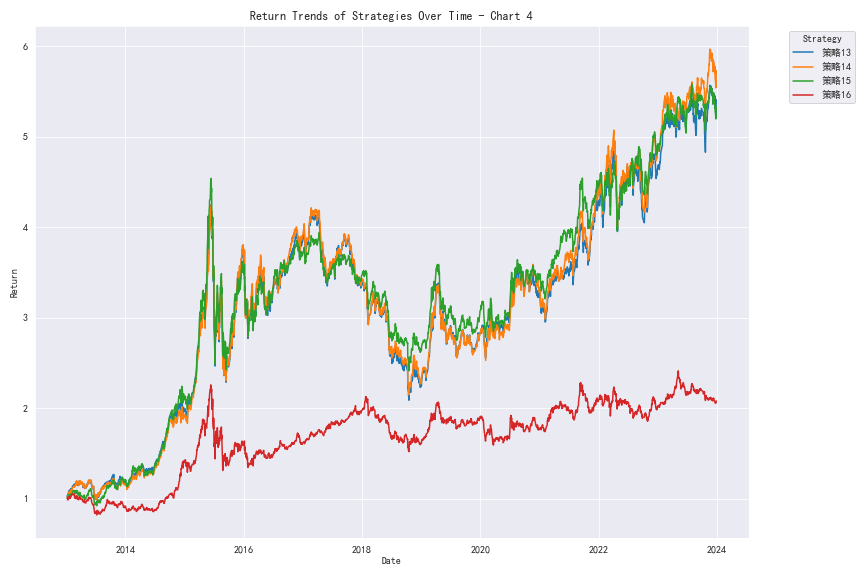 Return Trends of Strategies Over Time - Chart 4
Strategy
策略13
策略14
策略15
策略16
Return
6
5
4
3
2
1
2014
2016
2018
2020
2022
2024
Date